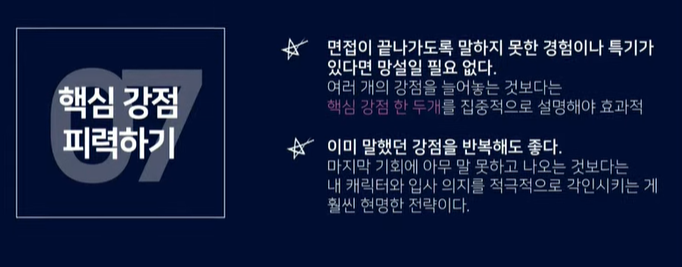 07
핵심 강점
피력하기
면접이 끝나가도록 말하지 못한 경험이나 특기가
있다면 망설일 필요 없다.
여러 개의 강점을 늘어놓는 것보다는
핵심 강점 한 두개를 집중적으로 설명해야 효과적
이미 말했던 강점을 반복해도 좋다.
마지막 기회에 아무 말 못하고 나오는 것보다는
내 캐릭터와 입사 의지를 적극적으로 각인시키는 게
훨씬 현명한 전략이다.